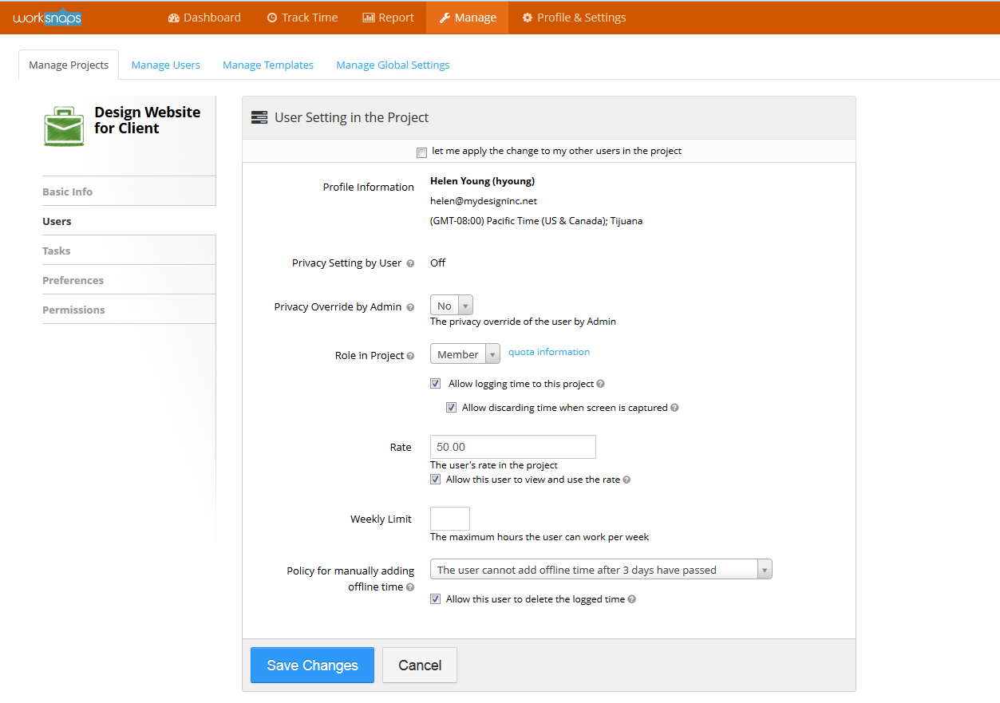 worksnaps Dashboard Track Time Report Manage Profile & Settings
Manage Projects Manage Users Manage Templates Manage Global Settings
Design Website
for Client
Basic Info
Users
Tasks
Preferences
Permissions
User Setting in the Project
let me apply the change to my other users in the project
Profile Information
Helen Young (hyoung)
helen@mydesigninc.net
(GMT-08:00) Pacific Time (US & Canada); Tijuana
Privacy Setting by User ? Off
Privacy Override by Admin ? No
The privacy override of the user by Admin
Role in Project ? Member quota information
Allow logging time to this project ?
Allow discarding time when screen is captured ?
Rate 50.00
The user's rate in the project
Allow this user to view and use the rate ?
Weekly Limit
The maximum hours the user can work per week
Policy for manually adding
offline time ?
The user cannot add offline time after 3 days have passed
Allow this user to delete the logged time ?
Save Changes Cancel